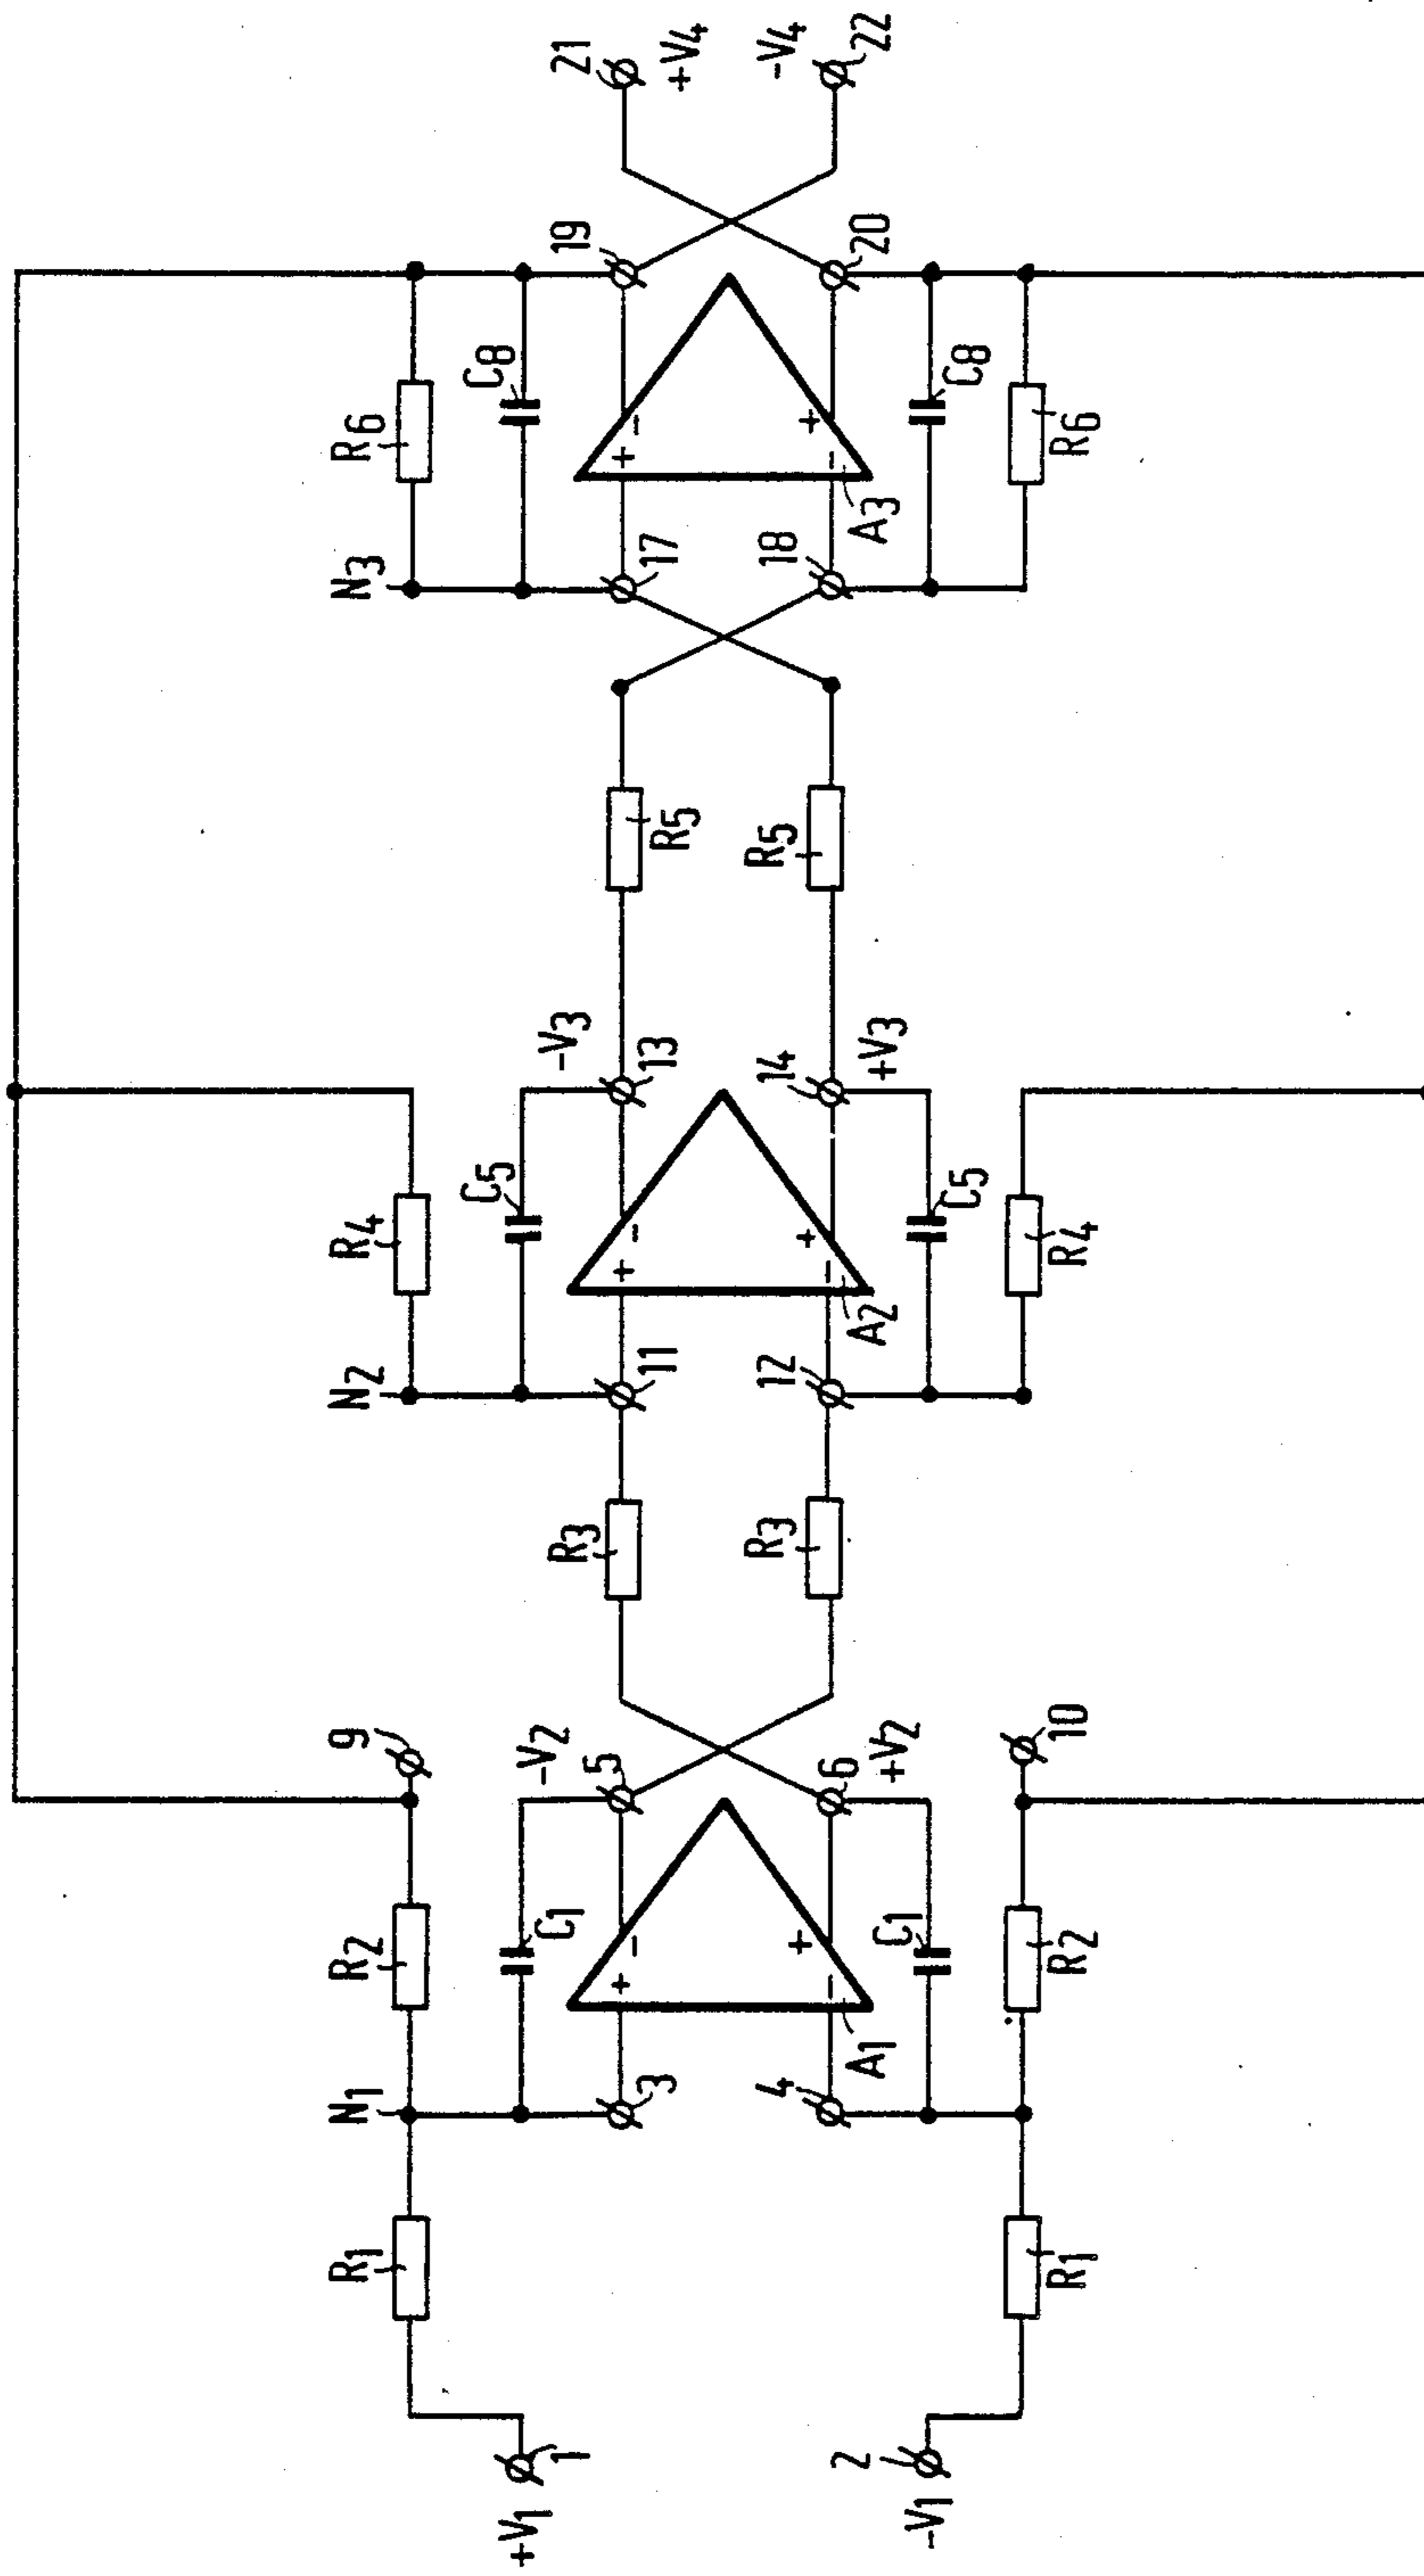 +V1
1
R1
N1
R2
9
C1
3
+
-
-V2
5
4
-
+
A1
6
+V2
C1
R2
10
R1
2
-V1
R3
R3
N2
R4
C5
11
+
-
-V3
13
12
-
+
A2
14
+V3
C5
R4
R5
R5
N3
R6
C8
17
+
-
19
18
-
+
A3
20
C8
R6
21
+V4
-V4
22